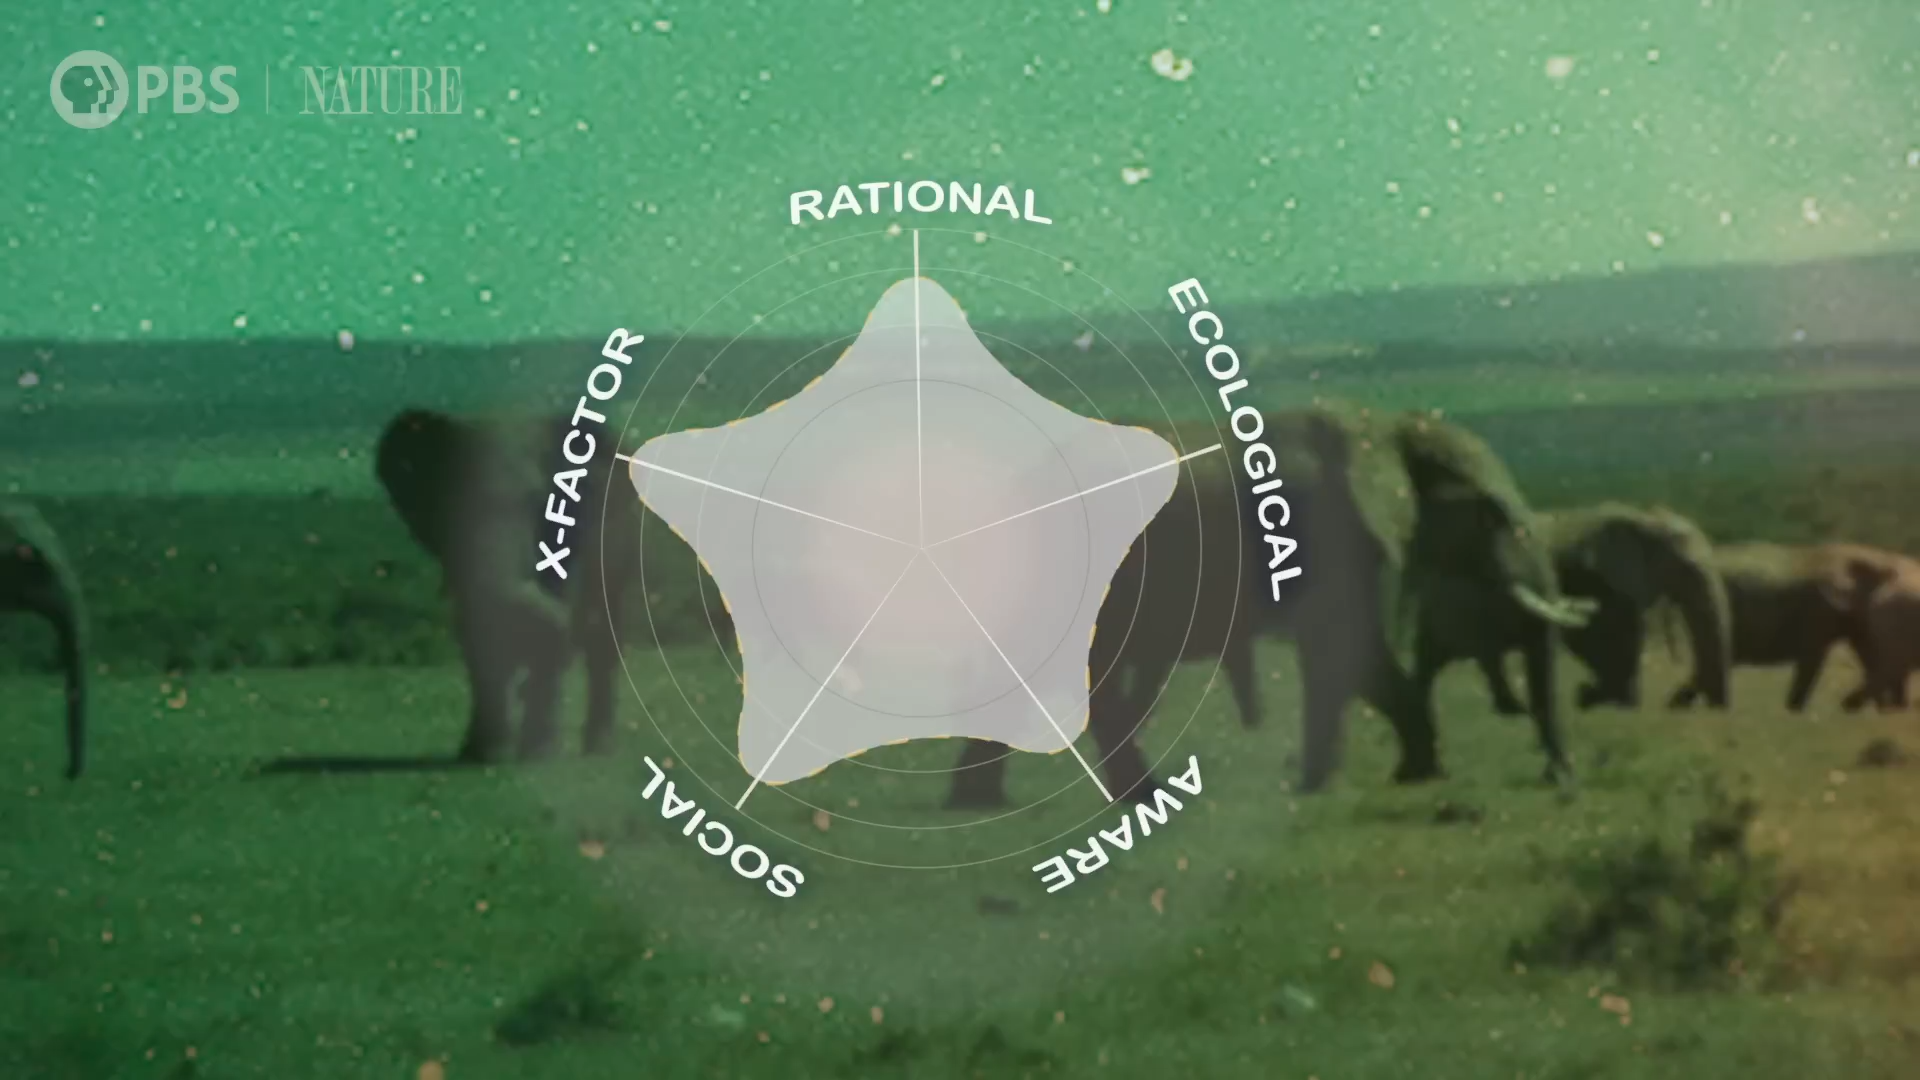 PBS | NATURE
RATIONAL
ECOLOGICAL
AWARE
SOCIAL
X-FACTOR